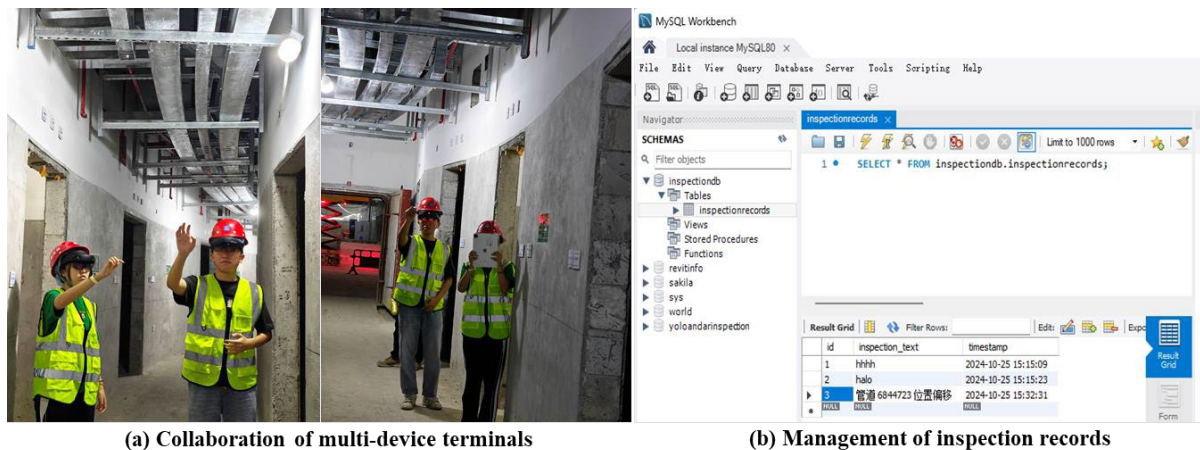 MySQL Workbench
Local instance MySQL80 ×
File Edit View Query Database Server Tools Scripting Help
Navigator
inspectionrecords ×
SCHEMAS
Limit to 1000 rows
Filter objects
1 SELECT * FROM inspectiondb.inspectionrecords;
inspectiondb
Tables
inspectionrecords
Views
Stored Procedures
Functions
revitinfo
sakila
sys
world
yoloandarinspection
Result Grid Filter Rows: Edit: Expo
id inspection_text timestamp
1 hhhh 2024-10-25 15:15:09
2 halo 2024-10-25 15:15:23
3 管道 6844723 位置偏移 2024-10-25 15:32:31
NULL NULL NULL
Result
Grid
Form
(a) Collaboration of multi-device terminals
(b) Management of inspection records